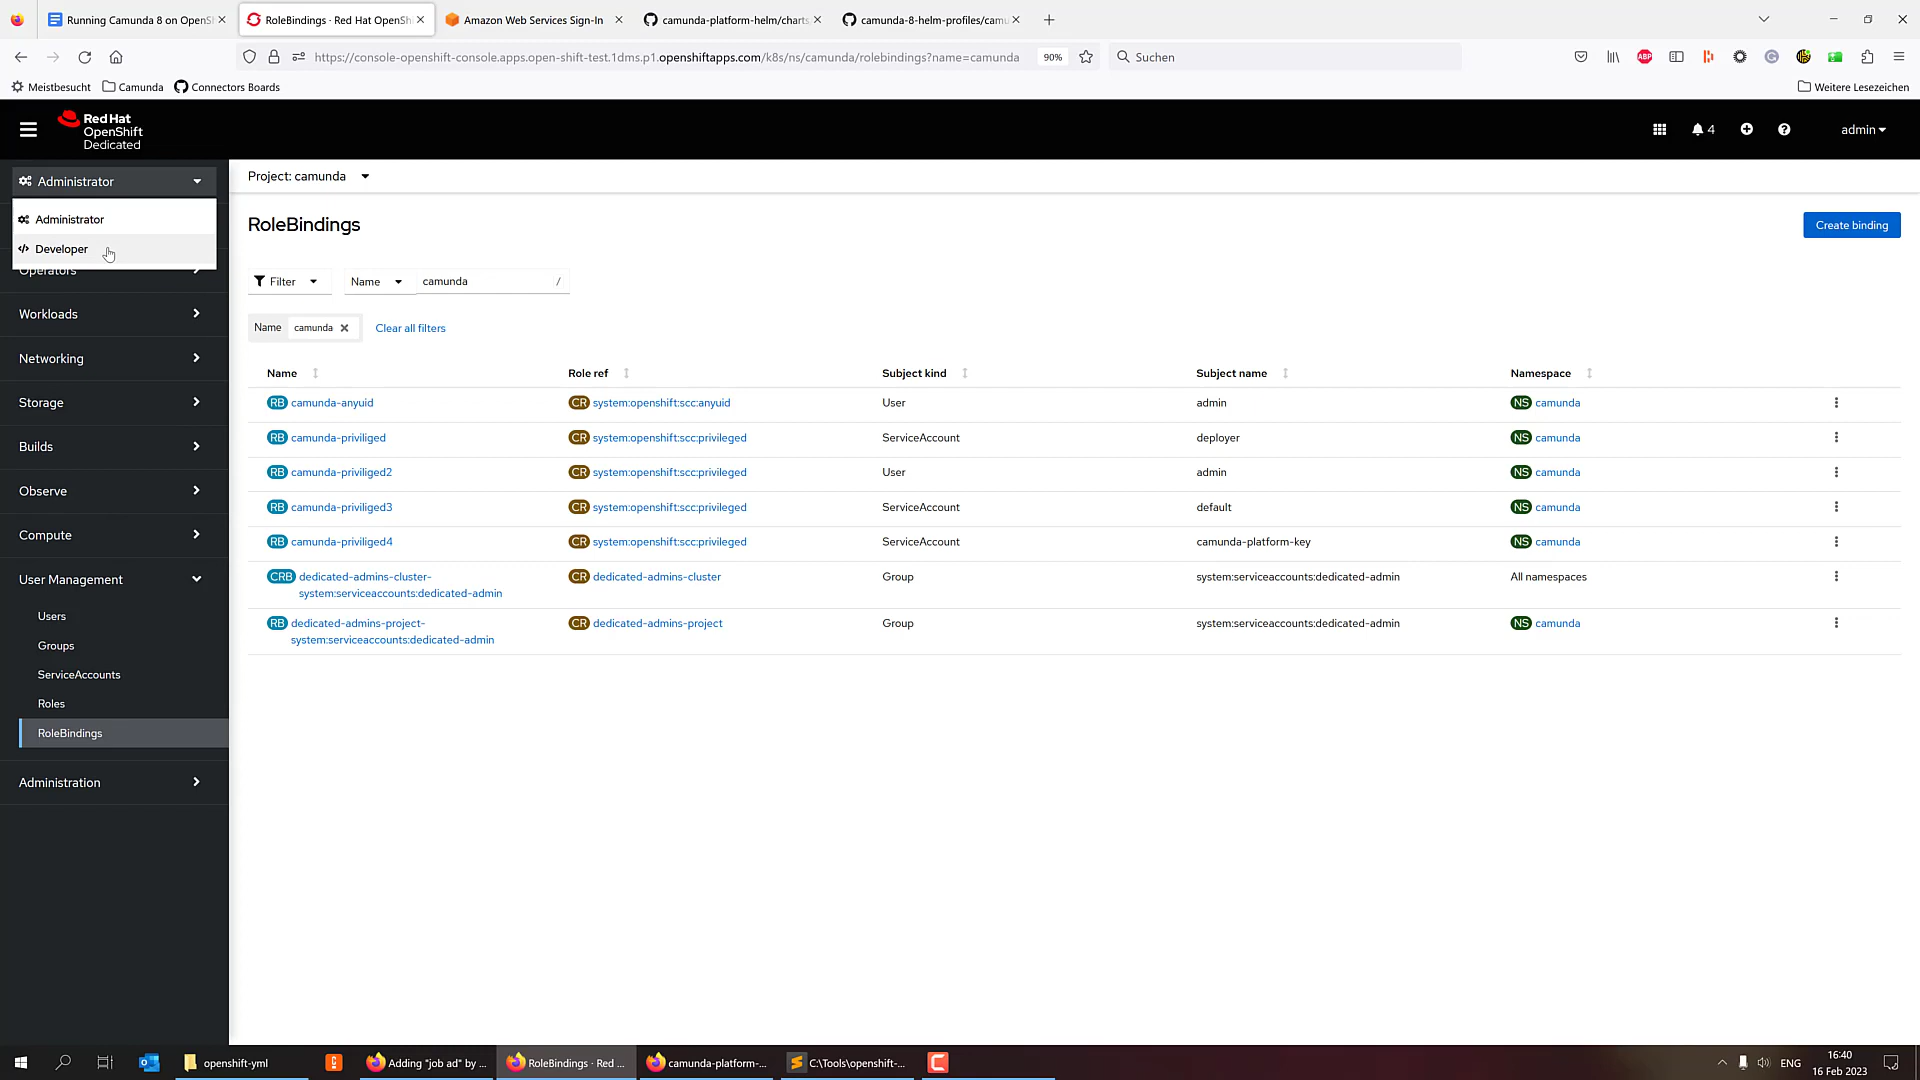 Running Camunda 8 on OpenS
RoleBindings · Red Hat OpenShi
Amazon Web Services Sign-In
camunda-platform-helm/charts
camunda-8-helm-profiles/camu
https://console-openshift-console.apps.open-shift-test.1dms.p1.openshiftapps.com/k8s/ns/camunda/rolebindings?name=camunda
90%
Suchen
ABP
Meistbesucht
Camunda
Connectors Boards
Weitere Lesezeichen
Red Hat
OpenShift
Dedicated
4
admin
Administrator
Administrator
Developer
Operators
Workloads
Networking
Storage
Builds
Observe
Compute
User Management
Users
Groups
ServiceAccounts
Roles
RoleBindings
Administration
Project: camunda
RoleBindings
Create binding
Filter
Name
camunda
/
Name
camunda
Clear all filters
Name Role ref Subject kind Subject name Namespace
RB camunda-anyuid CR system:openshift:scc:anyuid User admin NS camunda
RB camunda-priviliged CR system:openshift:scc:privileged ServiceAccount deployer NS camunda
RB camunda-priviliged2 CR system:openshift:scc:privileged User admin NS camunda
RB camunda-priviliged3 CR system:openshift:scc:privileged ServiceAccount default NS camunda
RB camunda-priviliged4 CR system:openshift:scc:privileged ServiceAccount camunda-platform-key NS camunda
CRB dedicated-admins-cluster- CR dedicated-admins-cluster Group system:serviceaccounts:dedicated-admin All namespaces
system:serviceaccounts:dedicated-admin
RB dedicated-admins-project- CR dedicated-admins-project Group system:serviceaccounts:dedicated-admin NS camunda
system:serviceaccounts:dedicated-admin
openshift-yml
Adding "job ad" by ...
RoleBindings · Red ...
camunda-platform-...
C:\Tools\openshift-...
ENG
16:40
16 Feb 2023